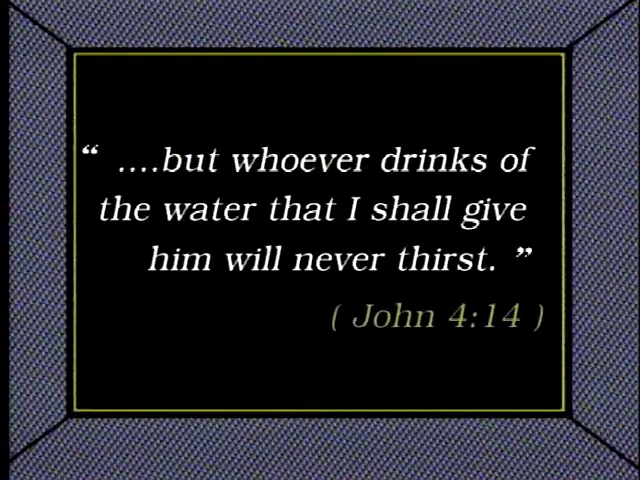 “ ....but whoever drinks of
the water that I shall give
him will never thirst. ”
( John 4:14 )